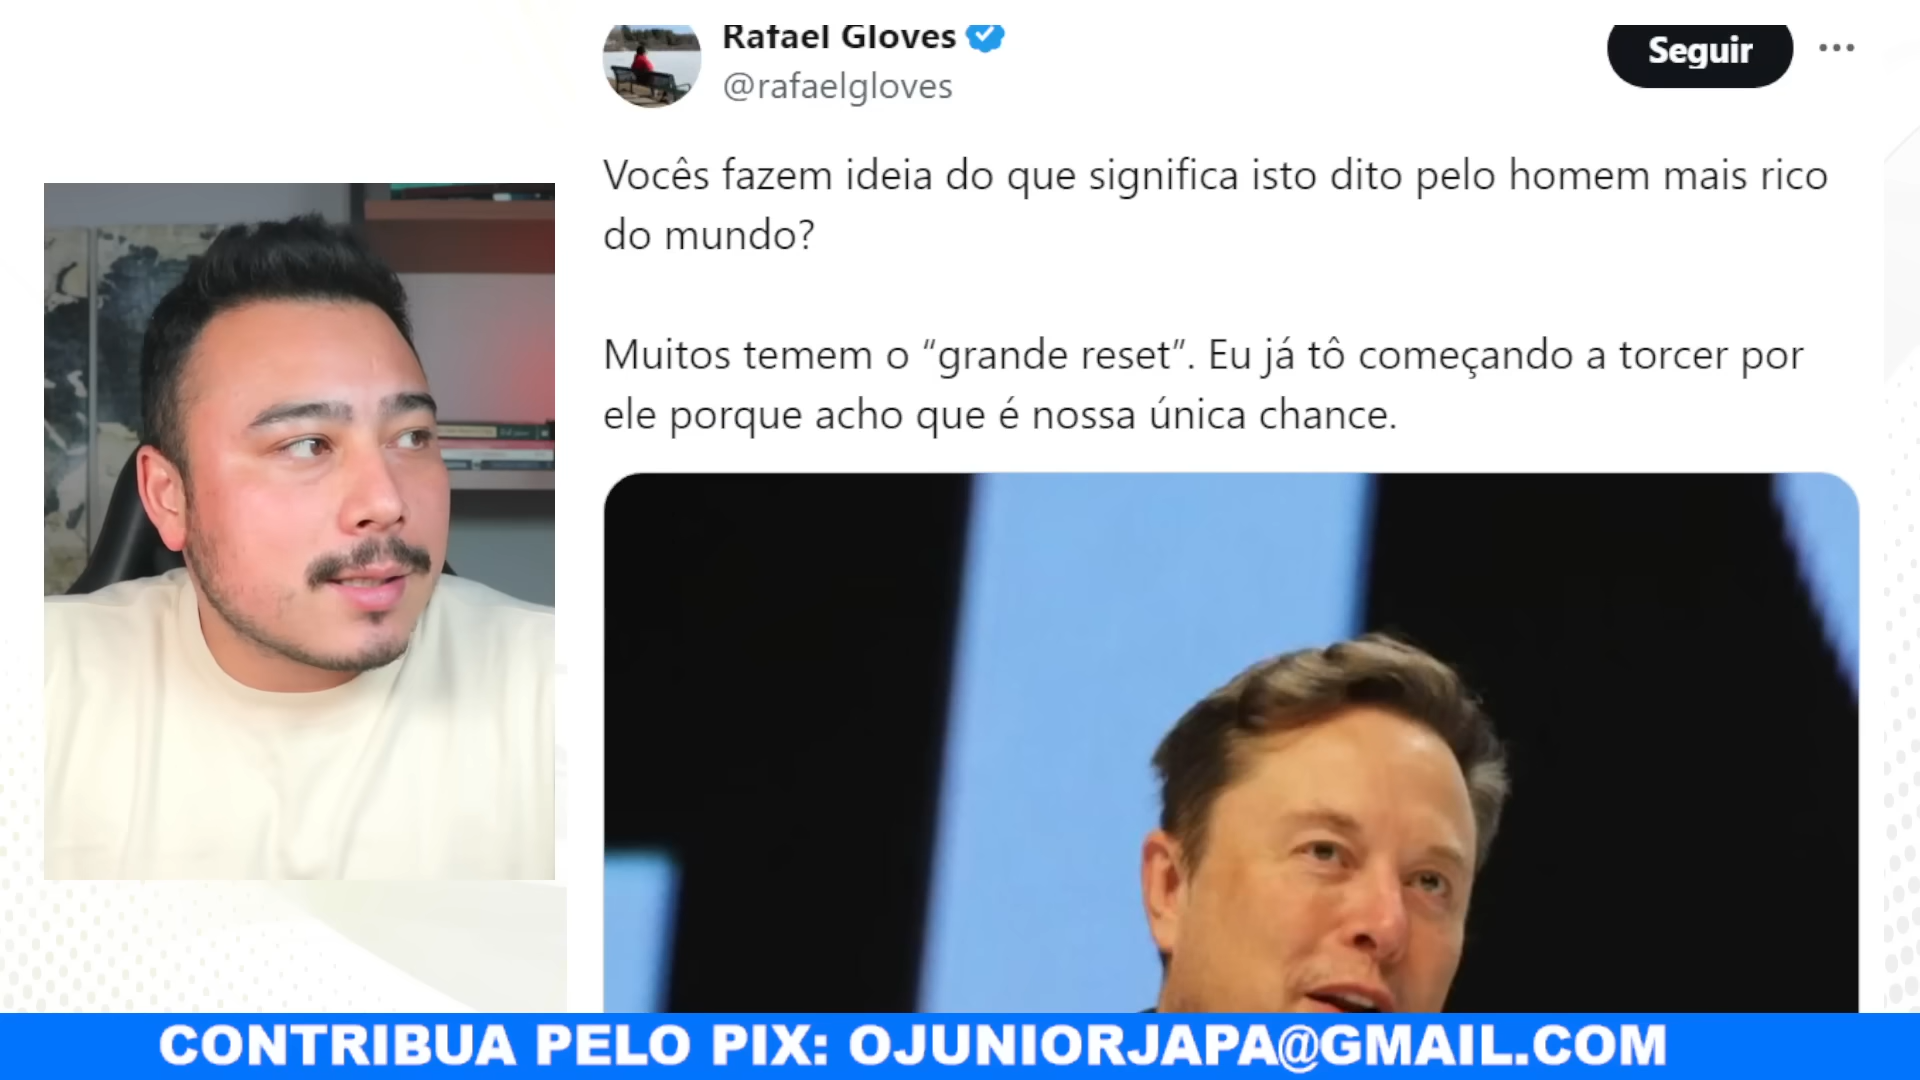 Rafael Gloves
@rafaelgloves
Seguir
Vocês fazem ideia do que significa isto dito pelo homem mais rico
do mundo?
Muitos temem o “grande reset”. Eu já tô começando a torcer por
ele porque acho que é nossa única chance.
CONTRIBUA PELO PIX: OJUNIORJAPA@GMAIL.COM